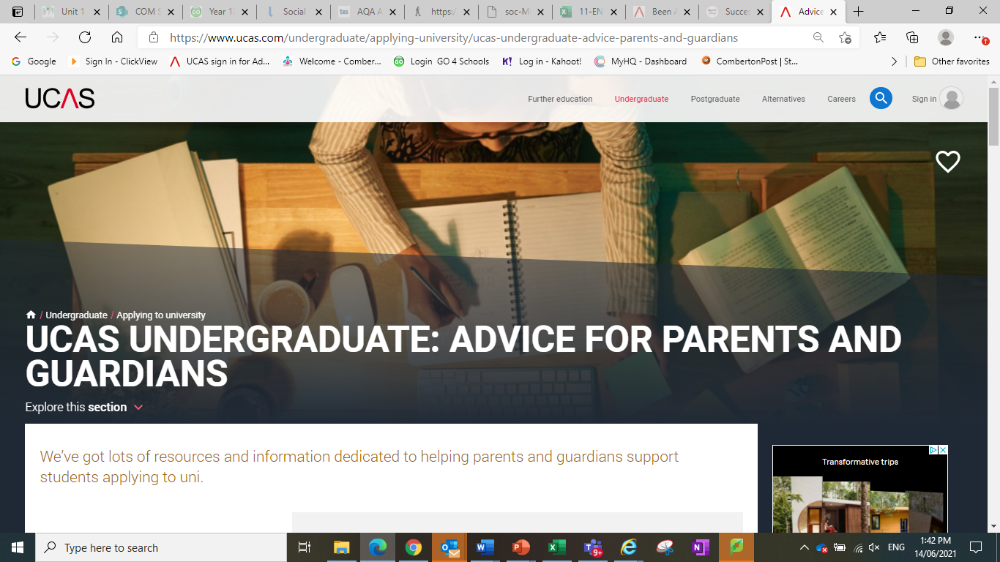 Unit 1
COM S
Year 12
Social
tes
AQA A
https:/
soc-M
11-EN
Been A
Succes
Advice
https://www.ucas.com/undergraduate/applying-university/ucas-undergraduate-advice-parents-and-guardians
Google
Sign In - ClickView
UCAS sign in for Ad...
Welcome - Comber...
GO
Login GO 4 Schools
K!
Log in - Kahoot!
MyHQ - Dashboard
CombertonPost | St...
Other favorites
UCAS
Further education
Undergraduate
Postgraduate
Alternatives
Careers
Sign in
/ Undergraduate / Applying to university
UCAS UNDERGRADUATE: ADVICE FOR PARENTS AND
GUARDIANS
Explore this section
We've got lots of resources and information dedicated to helping parents and guardians support
students applying to uni.
Transformative trips
Type here to search
9+
ENG
1:42 PM
14/06/2021